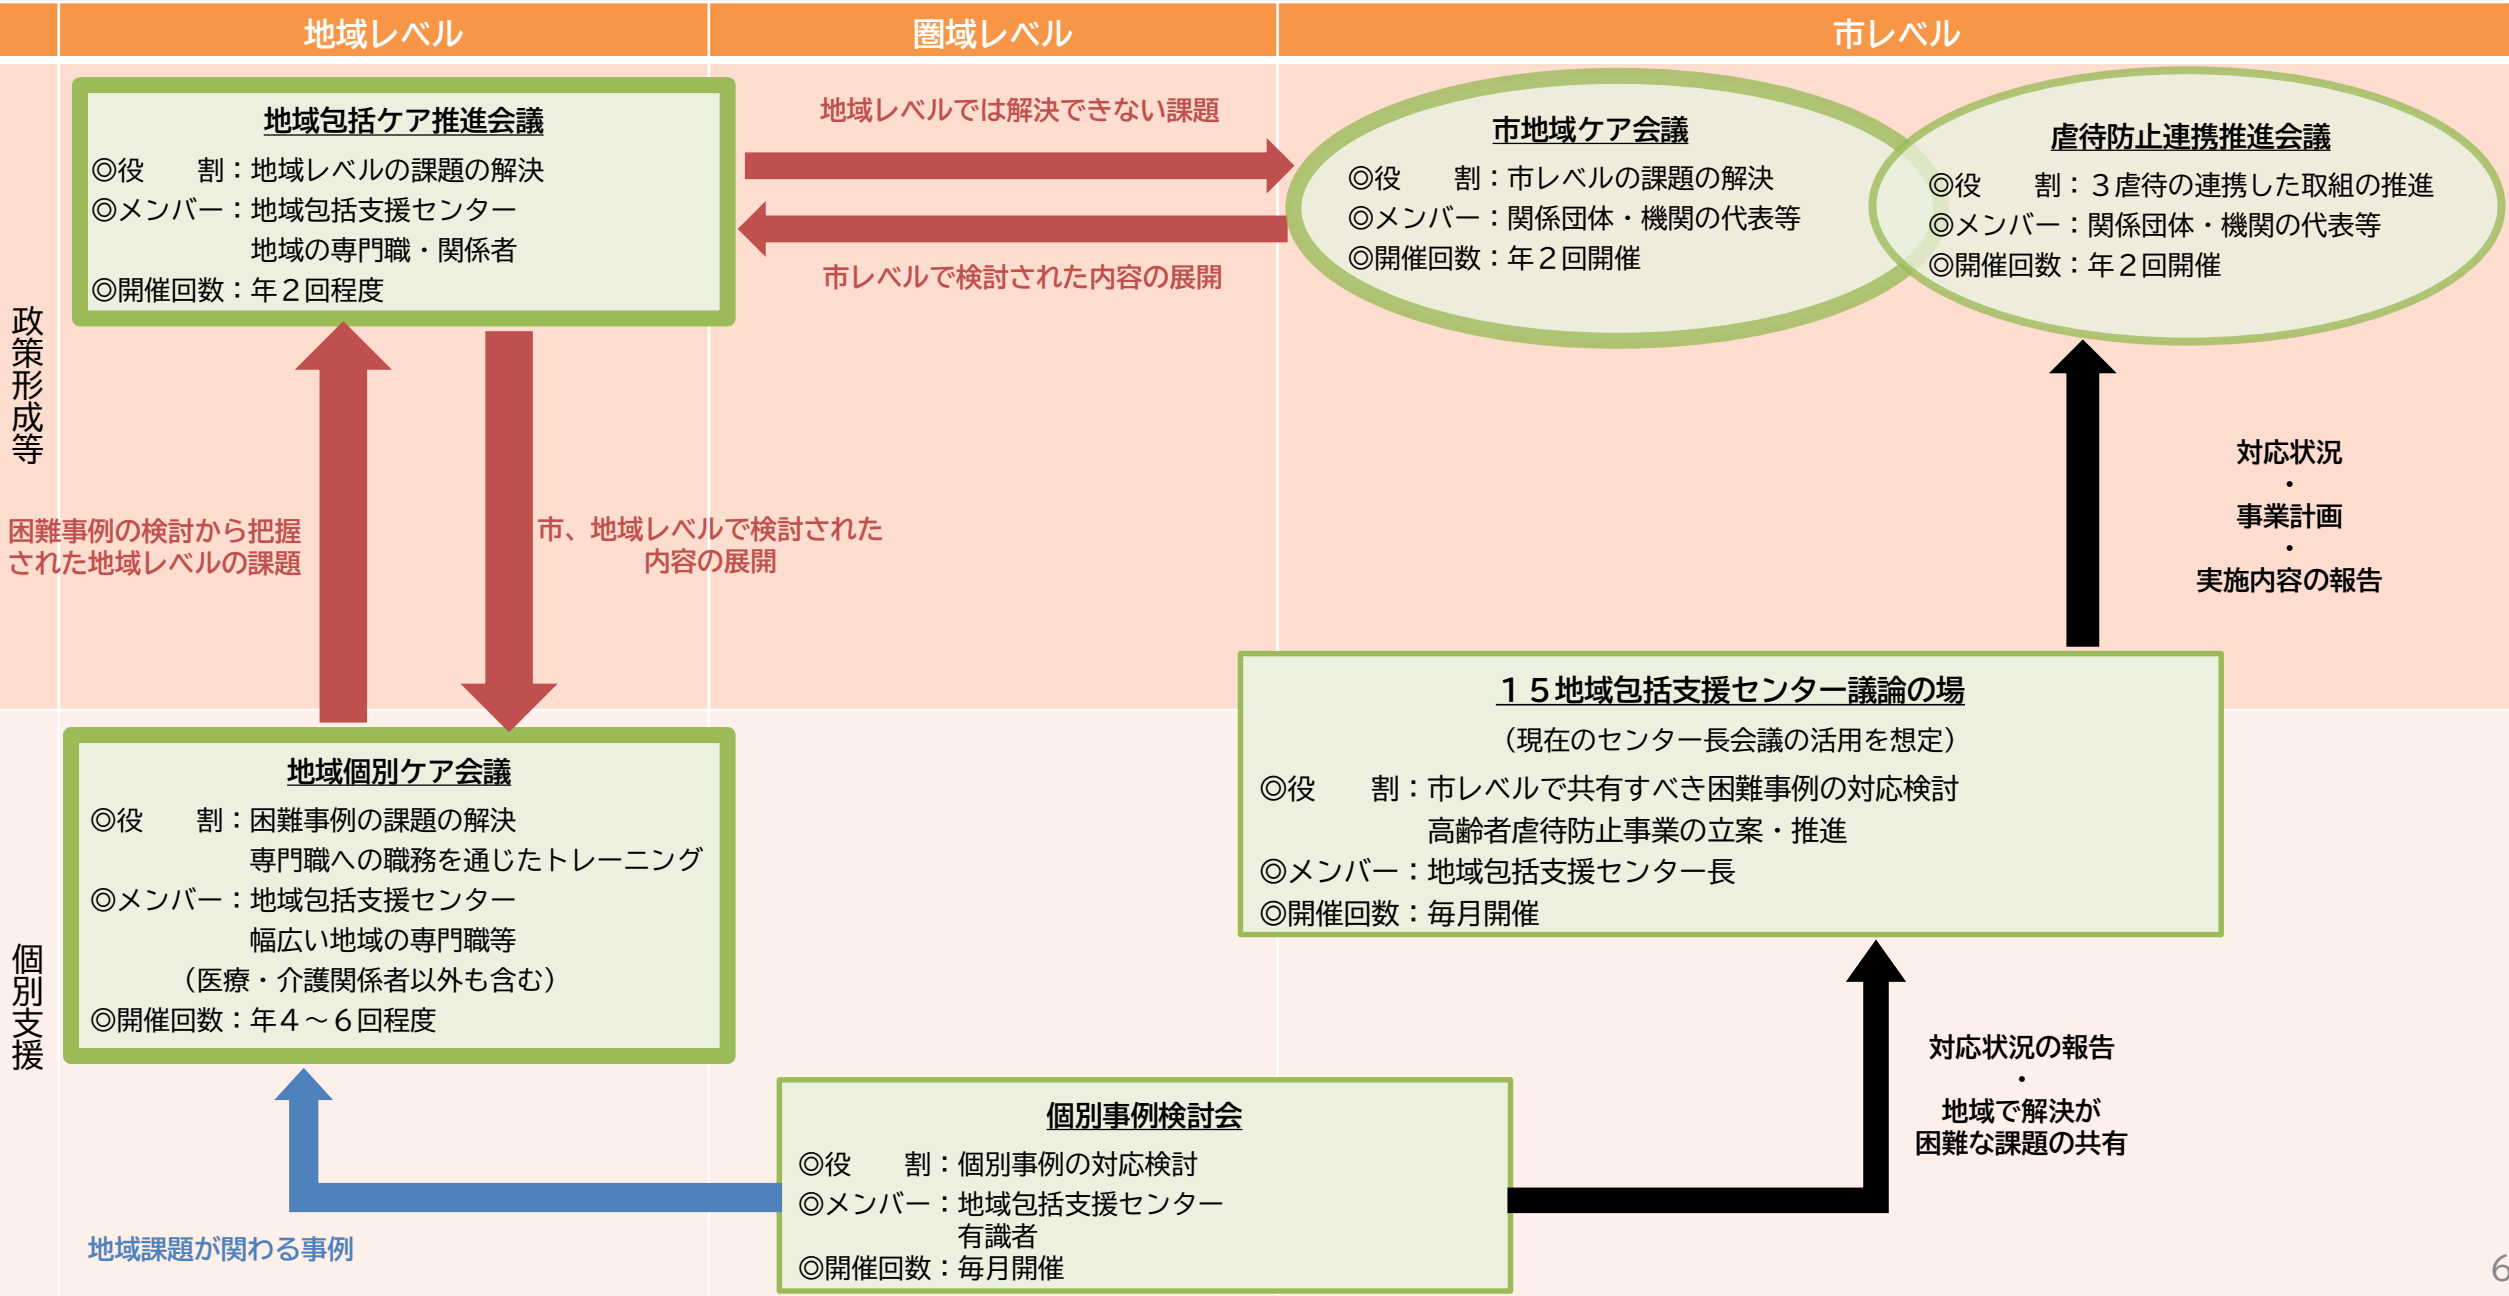 地域レベル
圏域レベル
市レベル
政策形成等
地域包括ケア推進会議
◎役　　割：地域レベルの課題の解決
◎メンバー：地域包括支援センター
地域の専門職・関係者
◎開催回数：年２回程度
地域レベルでは解決できない課題
市レベルで検討された内容の展開
市地域ケア会議
◎役　　割：市レベルの課題の解決
◎メンバー：関係団体・機関の代表等
◎開催回数：年２回開催
虐待防止連携推進会議
◎役　　割：３虐待の連携した取組の推進
◎メンバー：関係団体・機関の代表等
◎開催回数：年２回開催
困難事例の検討から把握
された地域レベルの課題
市、地域レベルで検討された
内容の展開
対応状況
・
事業計画
・
実施内容の報告
１５地域包括支援センター議論の場
（現在のセンター長会議の活用を想定）
◎役　　割：市レベルで共有すべき困難事例の対応検討
高齢者虐待防止事業の立案・推進
◎メンバー：地域包括支援センター長
◎開催回数：毎月開催
個別支援
地域個別ケア会議
◎役　　割：困難事例の課題の解決
専門職への職務を通じたトレーニング
◎メンバー：地域包括支援センター
幅広い地域の専門職等
（医療・介護関係者以外も含む）
◎開催回数：年４～６回程度
対応状況の報告
・
地域で解決が
困難な課題の共有
個別事例検討会
◎役　　割：個別事例の対応検討
◎メンバー：地域包括支援センター
有識者
◎開催回数：毎月開催
地域課題が関わる事例
6